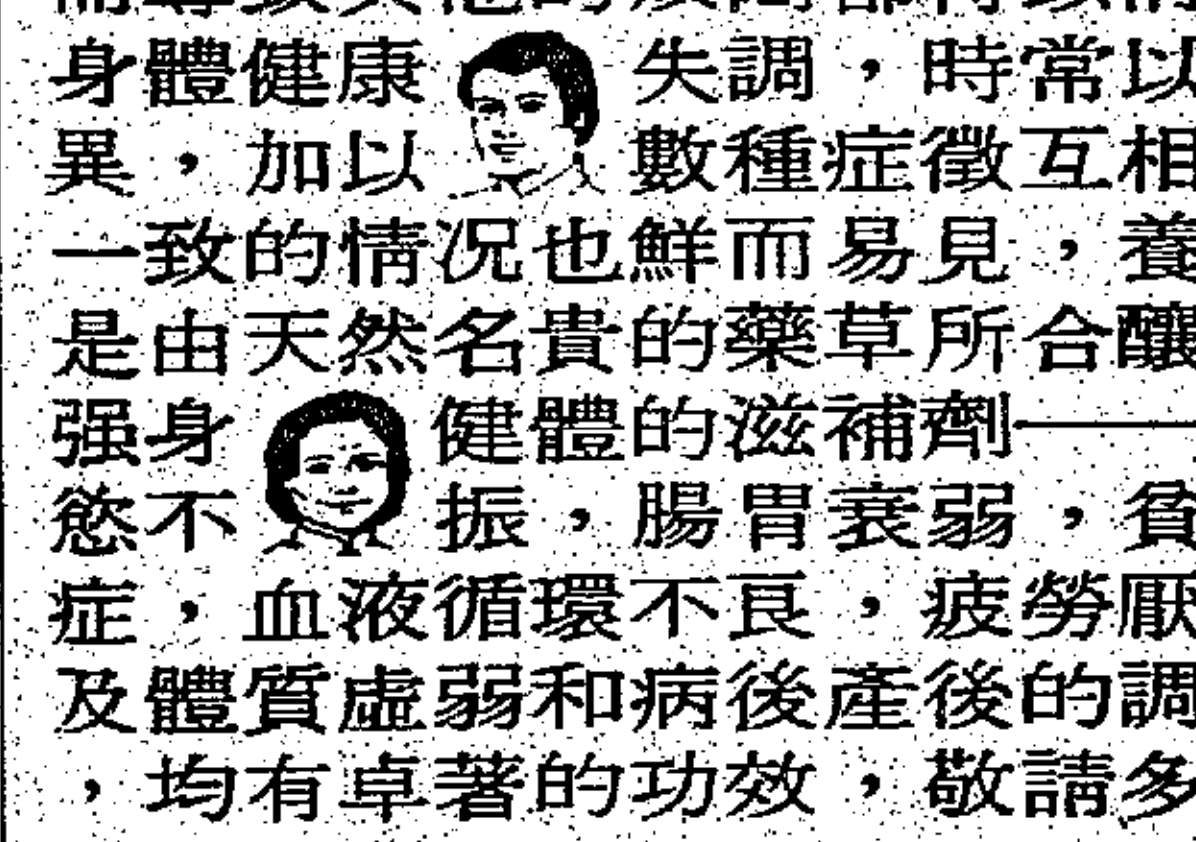 身體健康 失調，時常以
異，加以 數種症徵互相
一致的情况也鮮而易見，養
是由天然名貴的藥草所合釀
强身 健體的滋補劑—
慾不 振，腸胃衰弱，貧
症，血液循環不良，疲勞厭
及體質虛弱和病後產後的調
，均有卓著的功效，敬請多